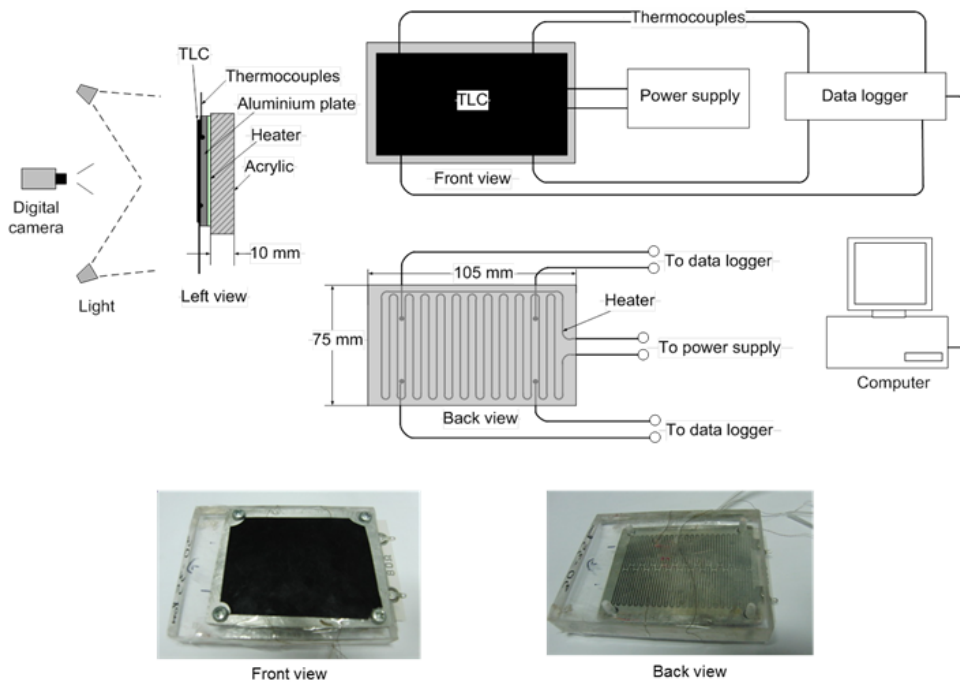 TLC
Thermocouples
Aluminium plate
Heater
Acrylic
Digital
camera
Light
10 mm
Left view
Thermocouples
TLC
Power supply
Data logger
Front view
105 mm
To data logger
Heater
75 mm
To power supply
Back view
To data logger
Computer
Front view
Back view